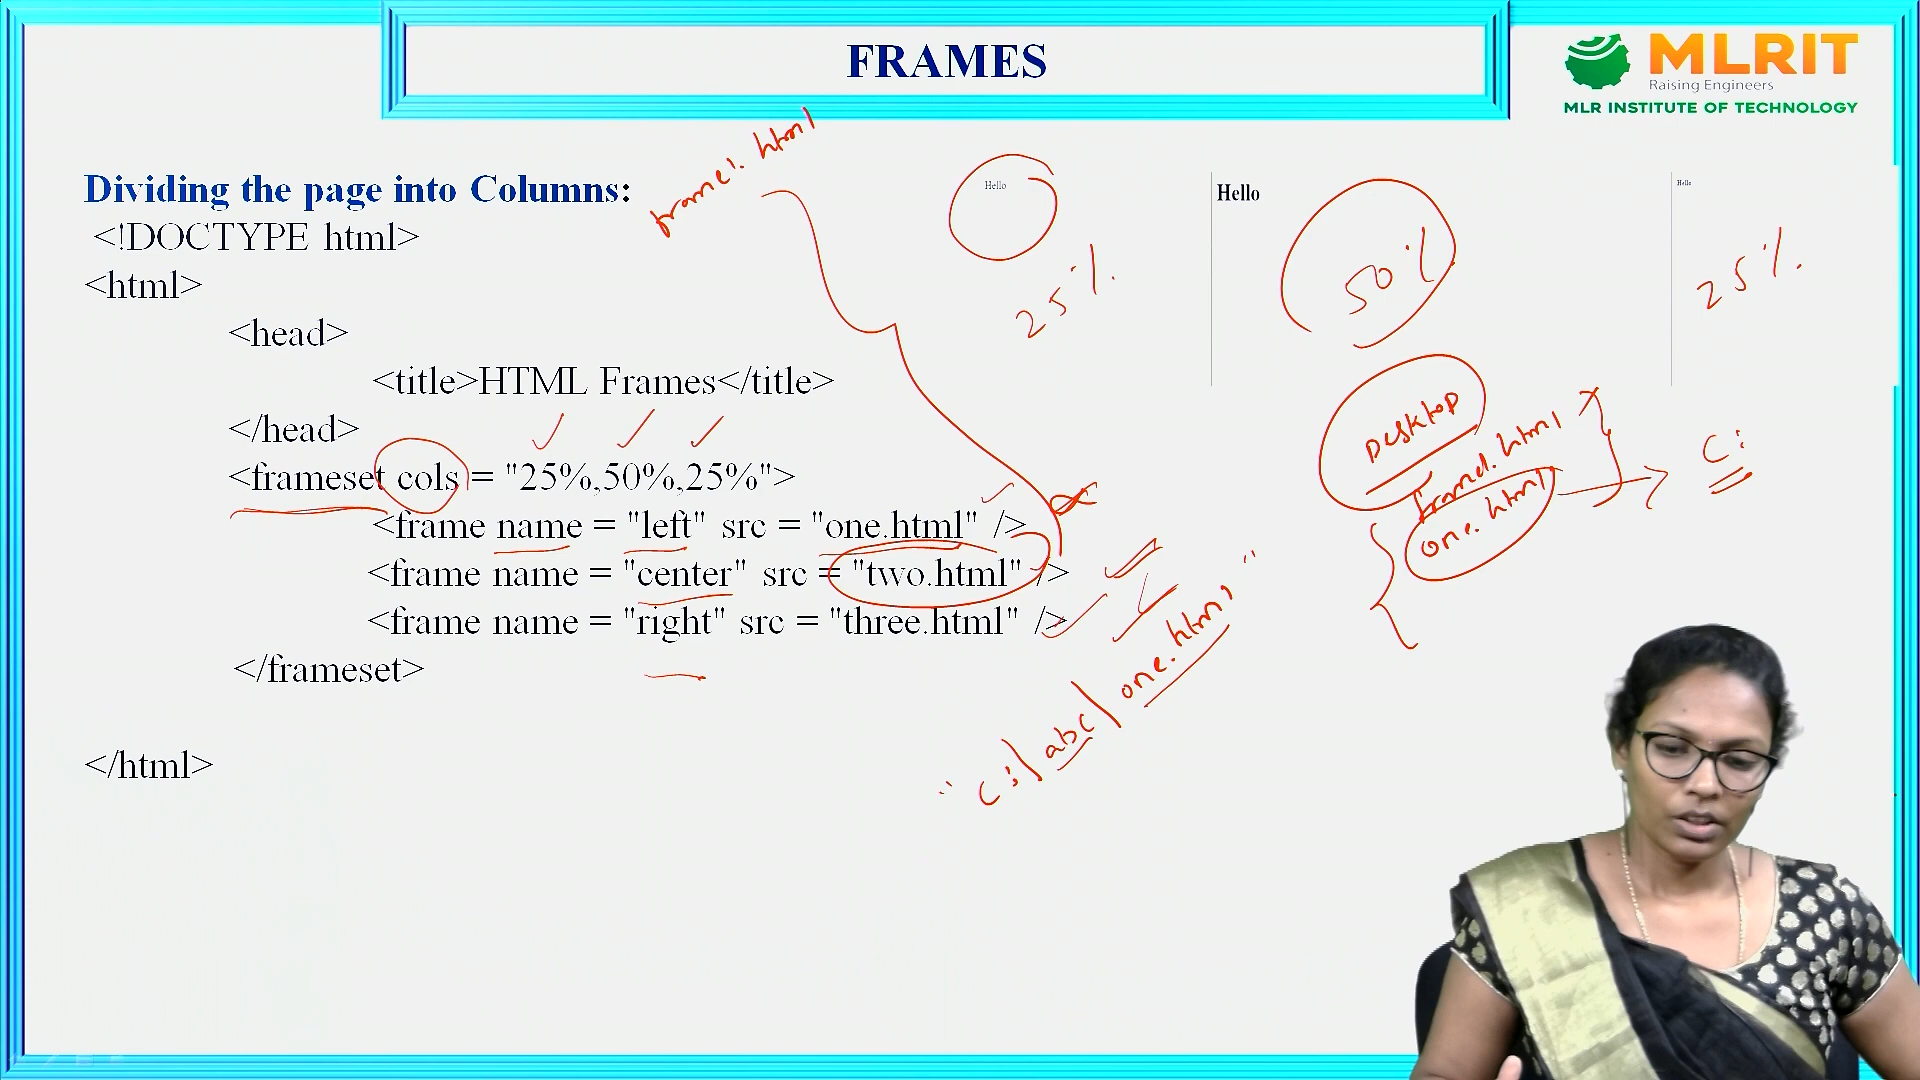 FRAMES
MLRIT
Raising Engineers
MLR INSTITUTE OF TECHNOLOGY
frame1.html
Dividing the page into Columns:
<!DOCTYPE html>
<html>
<head>
<title>HTML Frames</title>
</head>
<frameset cols = "25%,50%,25%">
<frame name = "left" src = "one.html" />
<frame name = "center" src = "two.html" />
<frame name = "right" src = "three.html" />
</frameset>
</html>
Hello
25%
Hello
50%
Hello
25%
Desktop
one.html
C:
"c:\abc\one.html"